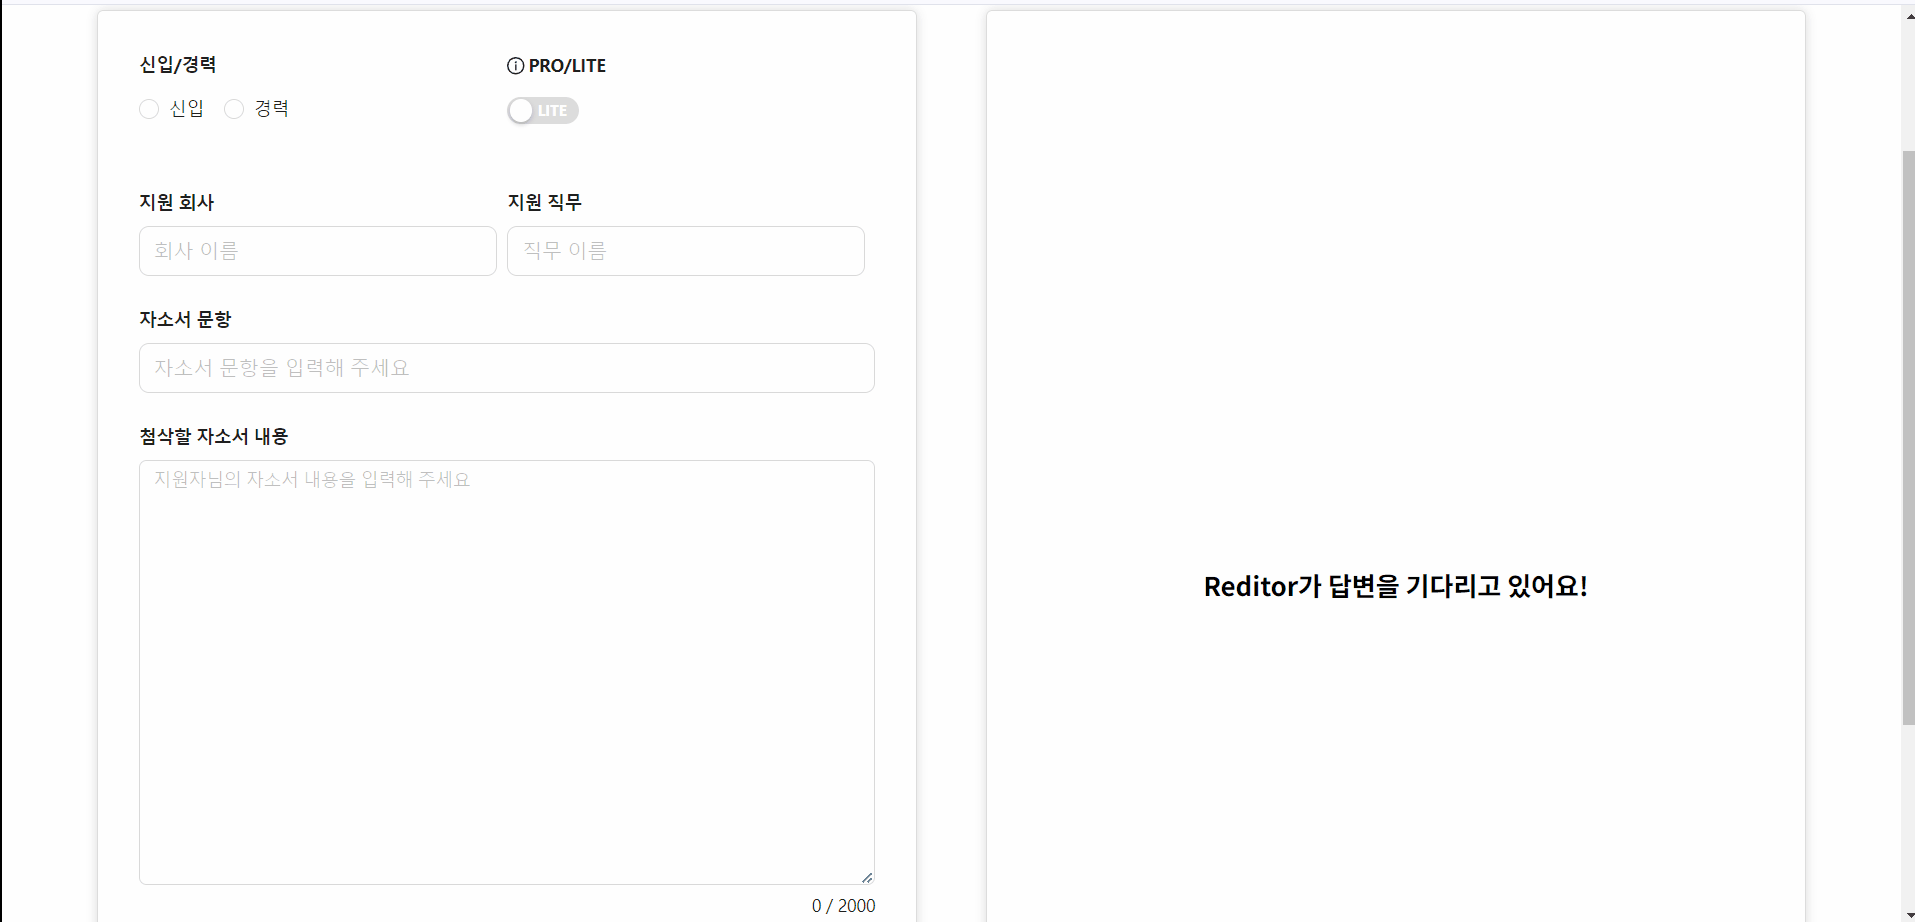 신입/경력
PRO/LITE
신입 경력
LITE
지원 회사
지원 직무
회사 이름
직무 이름
자소서 문항
자소서 문항을 입력해 주세요
첨삭할 자소서 내용
지원자님의 자소서 내용을 입력해 주세요
0 / 2000
Reditor가 답변을 기다리고 있어요!